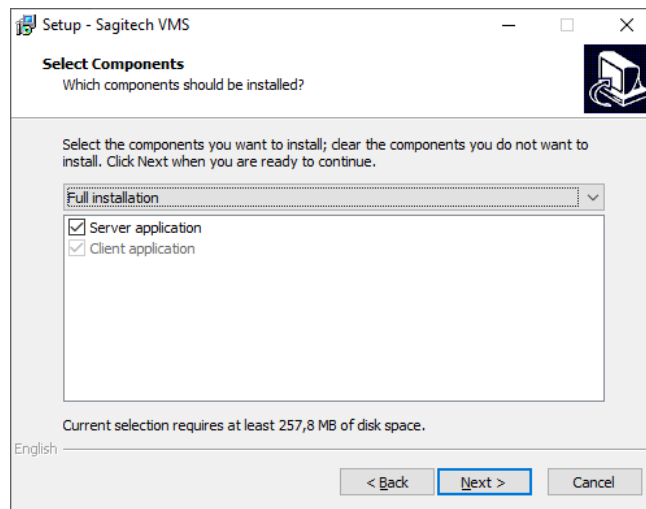 Setup - Sagitech VMS
Select Components
Which components should be installed?
Select the components you want to install; clear the components you do not want to
install. Click Next when you are ready to continue.
Full installation
Server application
Client application
Current selection requires at least 257,8 MB of disk space.
English
< Back
Next >
Cancel